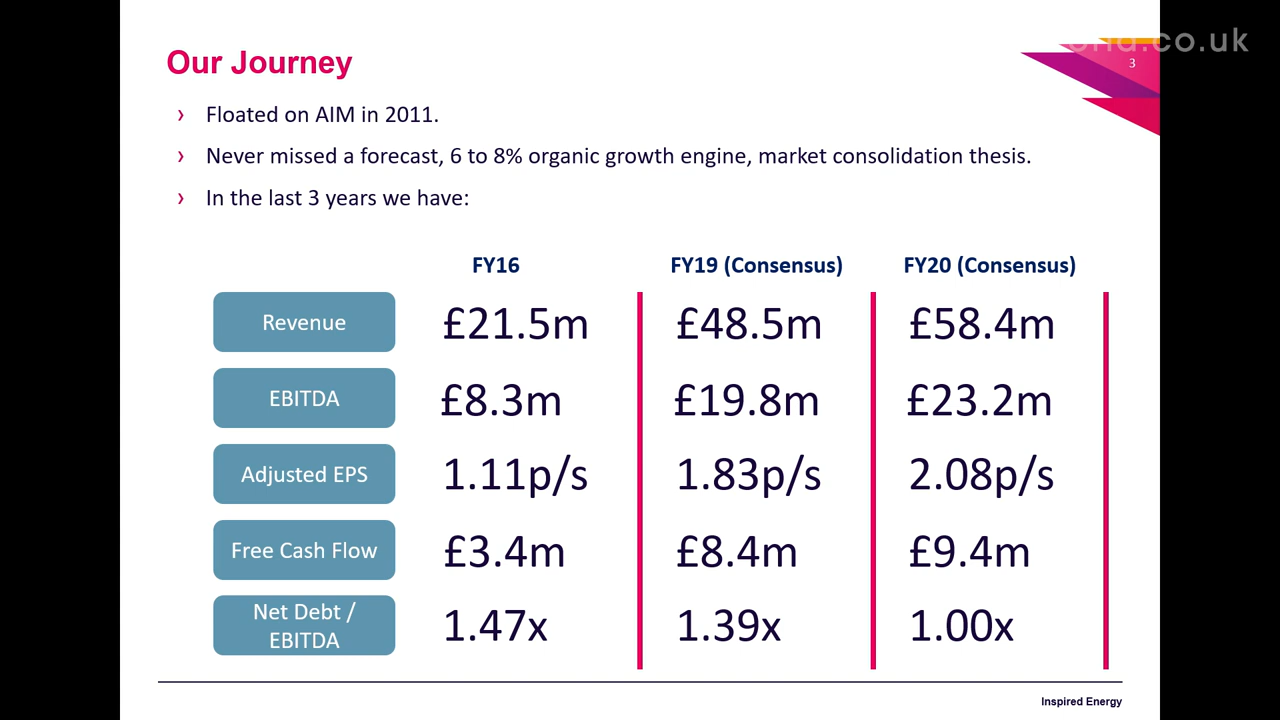 .co.uk
3
Our Journey
› Floated on AIM in 2011.
› Never missed a forecast, 6 to 8% organic growth engine, market consolidation thesis.
› In the last 3 years we have:
FY16 FY19 (Consensus) FY20 (Consensus)
Revenue £21.5m £48.5m £58.4m
EBITDA £8.3m £19.8m £23.2m
Adjusted EPS 1.11p/s 1.83p/s 2.08p/s
Free Cash Flow £3.4m £8.4m £9.4m
Net Debt /
EBITDA 1.47x 1.39x 1.00x
Inspired Energy